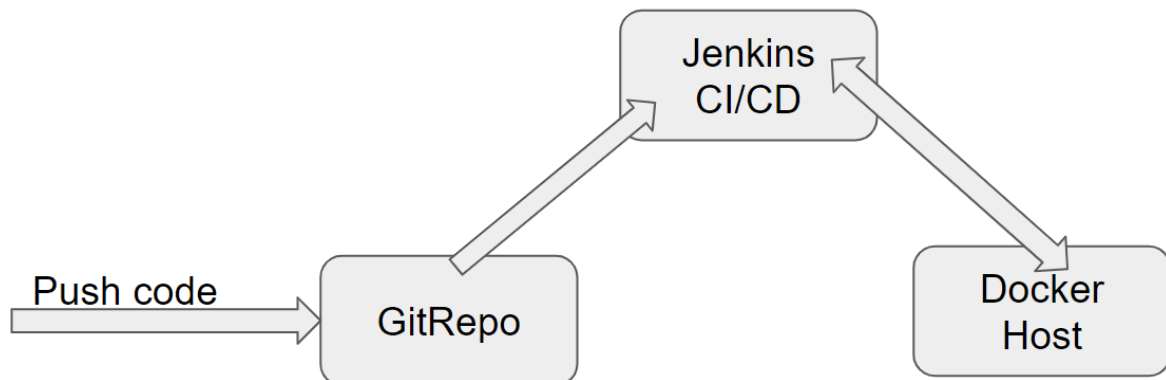 Jenkins
CI/CD
Push code
GitRepo
Docker
Host